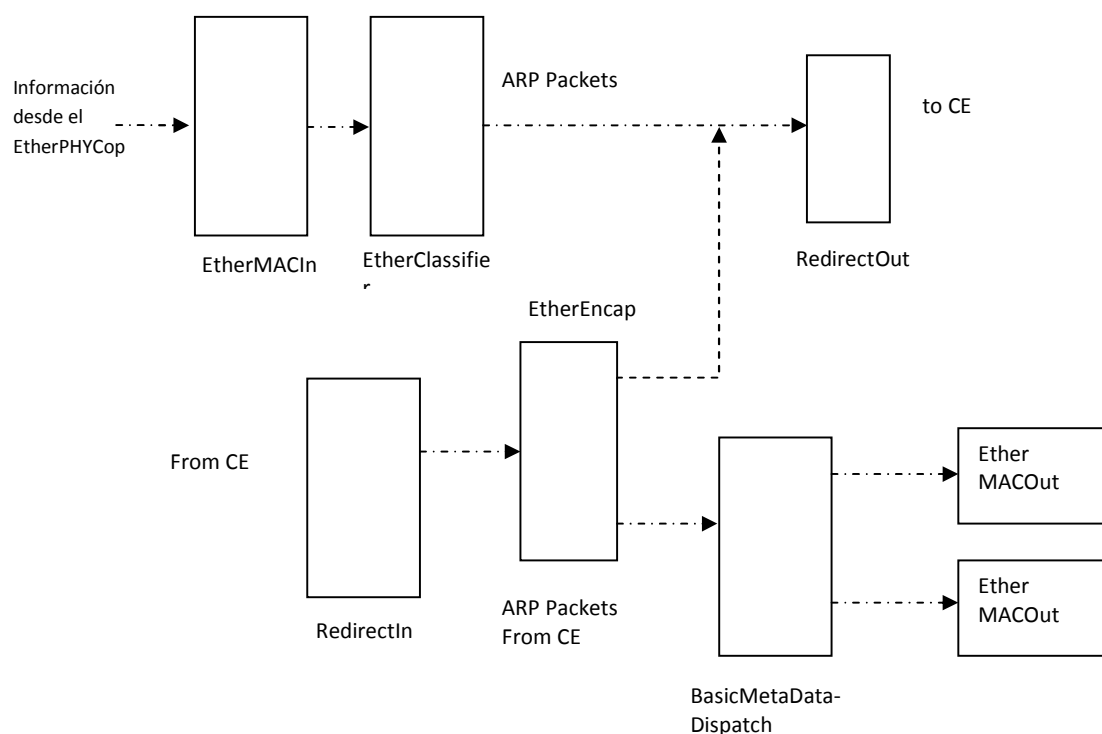 Información
desde el
EtherPHYCop
ARP Packets
to CE
EtherMACIn
EtherClassifie
r
RedirectOut
EtherEncap
From CE
Ether
MACOut
Ether
MACOut
ARP Packets
From CE
RedirectIn
BasicMetaData-
Dispatch